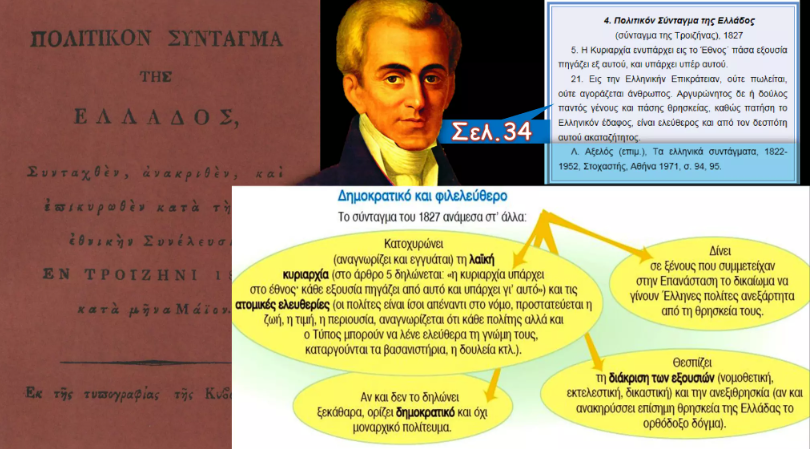 ΠΟΛΙΤΙΚΟΝ ΣΥΝΤΑΓΜΑ
ΤΗΣ
ΕΛΛΑΔΟΣ,
Συνταχθὲν, ἀνακριθὲν, καὶ
ἐπικυρωθὲν κατὰ τὴ
ἐθνικὴν Συνέλευσι
ΕΝ ΤΡΟΙΖΗΝΙ
κατὰ μῆνα Μάϊον
Ἐκ τῆς τυπογραφίας τῆς Κυβ
Σελ.34
4. Πολιτικόν Σύνταγμα της Ελλάδος
(σύνταγμα της Τροιζήνας), 1827
5. Η Κυριαρχία ενυπάρχει εις το Έθνος· πάσα εξουσία
πηγάζει εξ αυτού, και υπάρχει υπέρ αυτού.
21. Εις την Ελληνικήν Επικράτειαν, ούτε πωλείται,
ούτε αγοράζεται άνθρωπος. Αργυρώνητος δε ή δούλος
παντός γένους και πάσης θρησκείας, καθώς πατήση το
Ελληνικόν έδαφος, είναι ελεύθερος και από τον δεσπότη
αυτού ακαταζήτητος.
Λ. Αξελός (επιμ.), Τα ελληνικά συντάγματα, 1822-
1952, Στοχαστής, Αθήνα 1971, σ. 94, 95.
Δημοκρατικό και φιλελεύθερο
Το σύνταγμα του 1827 ανάμεσα στ' άλλα:
Κατοχυρώνει
(αναγνωρίζει και εγγυάται) τη λαϊκή
κυριαρχία (στο άρθρο 5 δηλώνεται: «η κυριαρχία υπάρχει
στο έθνος· κάθε εξουσία πηγάζει από αυτό και υπάρχει γι' αυτό») και τις
ατομικές ελευθερίες (οι πολίτες είναι ίσοι απέναντι στο νόμο, προστατεύεται η
ζωή, η τιμή, η περιουσία, αναγνωρίζεται ότι κάθε πολίτης αλλά και
ο Τύπος μπορούν να λένε ελεύθερα τη γνώμη τους,
καταργούνται τα βασανιστήρια, η δουλεία κτλ.).
Δίνει
σε ξένους που συμμετείχαν
στην Επανάσταση το δικαίωμα να
γίνουν Έλληνες πολίτες ανεξάρτητα
από τη θρησκεία τους.
Αν και δεν το δηλώνει
ξεκάθαρα, ορίζει δημοκρατικό και όχι
μοναρχικό πολίτευμα.
Θεσπίζει
τη διάκριση των εξουσιών (νομοθετική,
εκτελεστική, δικαστική) και την ανεξιθρησκία (αν και
ανακηρύσσει επίσημη θρησκεία της Ελλάδας το
ορθόδοξο δόγμα).